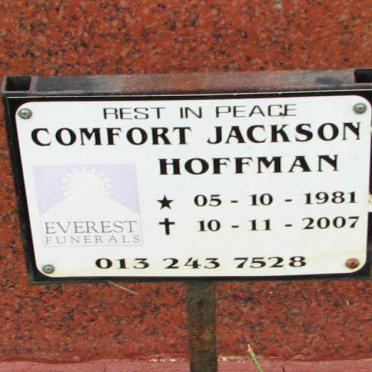 REST IN PEACE
COMFORT JACKSON
HOFFMAN
★ 05 - 10 - 1981
✝ 10 - 11 - 2007
EVEREST
FUNERALS
013 243 7528